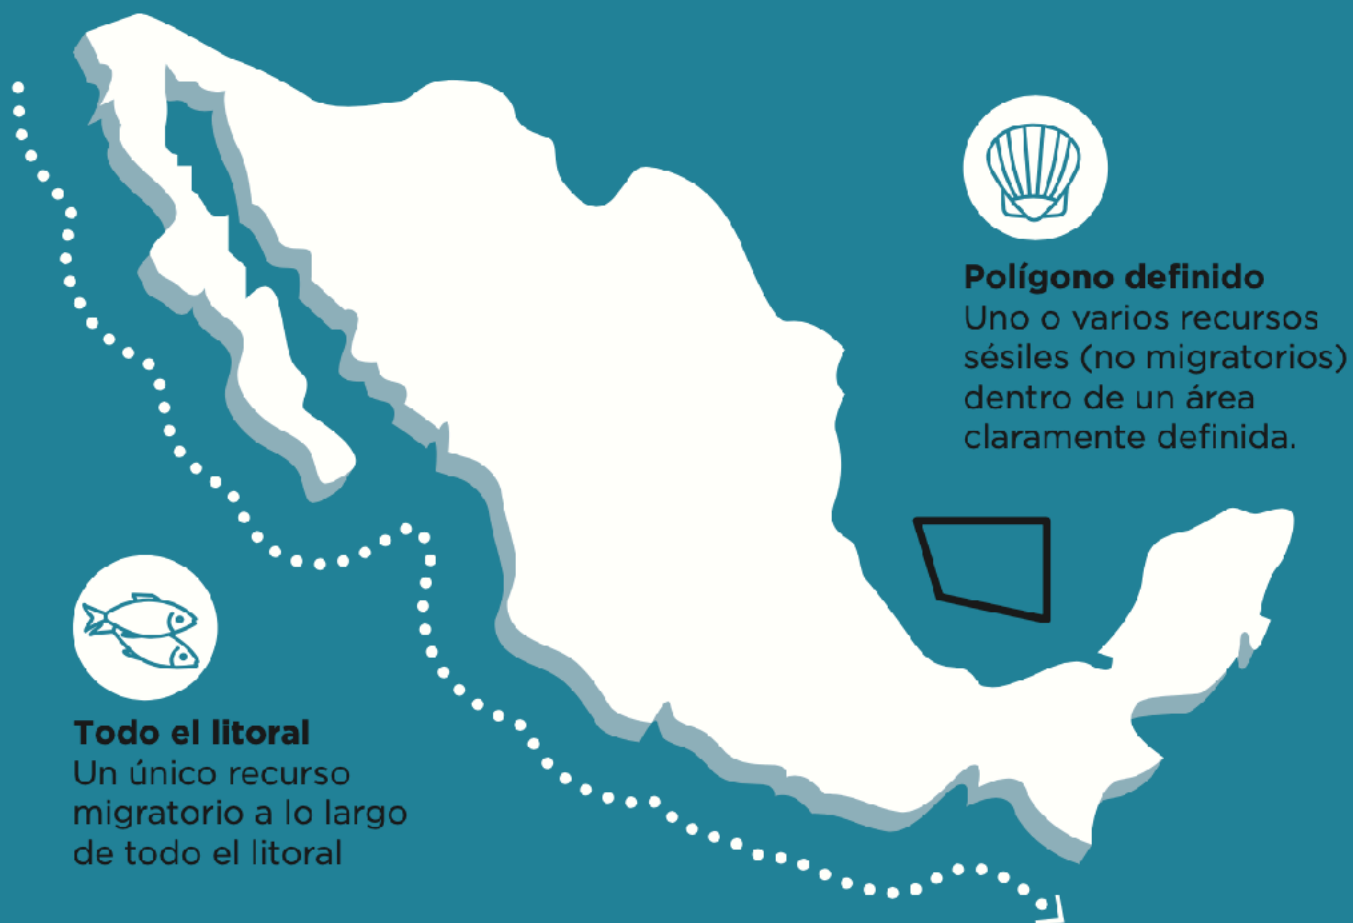 Polígono definido
Uno o varios recursos
sésiles (no migratorios)
dentro de un área
claramente definida.
Todo el litoral
Un único recurso
migratorio a lo largo
de todo el litoral